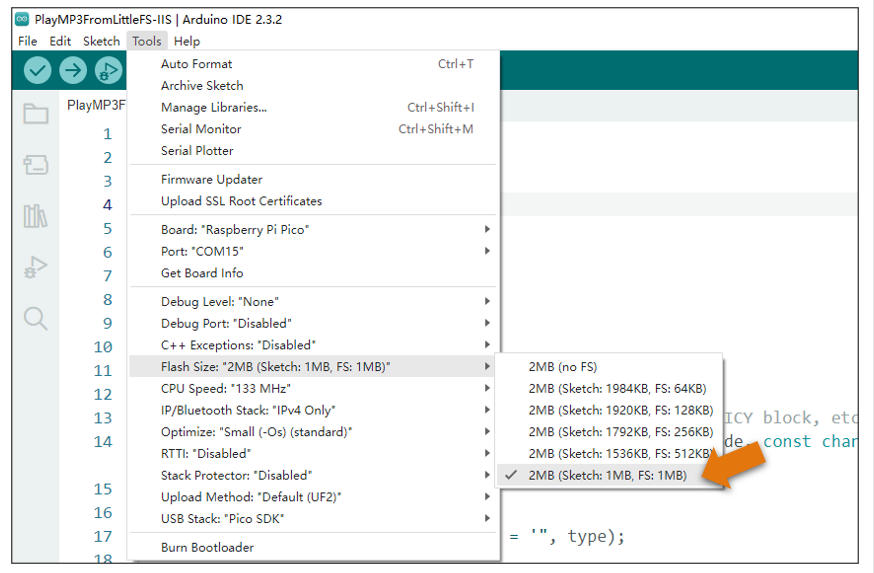 PlayMP3FromLittleFS-IIS | Arduino IDE 2.3.2
File Edit Sketch Tools Help
Auto Format Ctrl+T
PlayMP3F
Archive Sketch
Manage Libraries... Ctrl+Shift+I
Serial Monitor Ctrl+Shift+M
Serial Plotter
Firmware Updater
Upload SSL Root Certificates
Board: "Raspberry Pi Pico"
Port: "COM15"
Get Board Info
Debug Level: "None"
Debug Port: "Disabled"
C++ Exceptions: "Disabled"
Flash Size: "2MB (Sketch: 1MB, FS: 1MB)"
CPU Speed: "133 MHz"
IP/Bluetooth Stack: "IPv4 Only"
Optimize: "Small (-Os) (standard)"
RTTI: "Disabled"
Stack Protector: "Disabled"
Upload Method: "Default (UF2)"
USB Stack: "Pico SDK"
Burn Bootloader
2MB (no FS)
2MB (Sketch: 1984KB, FS: 64KB)
2MB (Sketch: 1920KB, FS: 128KB)
2MB (Sketch: 1792KB, FS: 256KB)
2MB (Sketch: 1536KB, FS: 512KB)
2MB (Sketch: 1MB, FS: 1MB)
1
2
3
4
5
6
7
8
9
10
11
12
13 ICY block, etc
14 de, const char
15
16
17 = '", type);
18